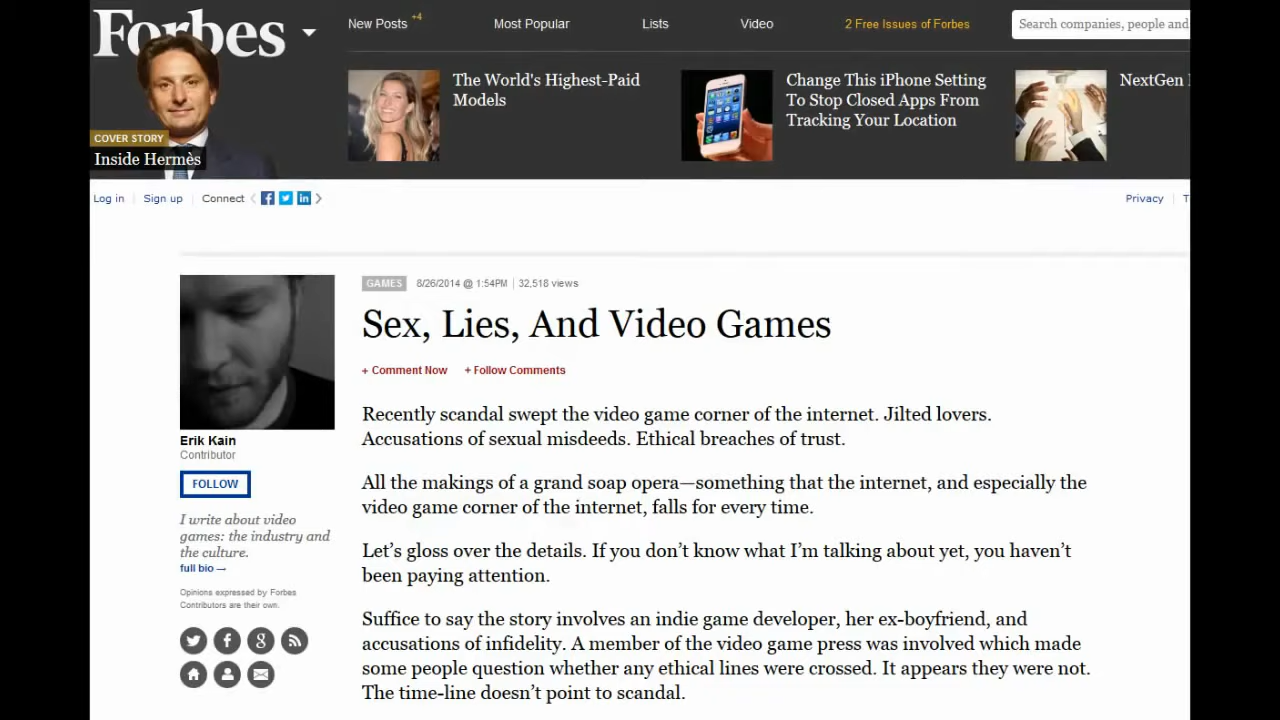 Forbes
New Posts +4
Most Popular
Lists
Video
2 Free Issues of Forbes
Search companies, people and
COVER STORY
Inside Hermès
The World's Highest-Paid
Models
Change This iPhone Setting
To Stop Closed Apps From
Tracking Your Location
NextGen
Log in
Sign up
Connect
Privacy
T
GAMES
8/26/2014 @ 1:54PM
32,518 views
Sex, Lies, And Video Games
+ Comment Now
+ Follow Comments
Erik Kain
Contributor
FOLLOW
I write about video
games: the industry and
the culture.
full bio →
Opinions expressed by Forbes
Contributors are their own.
Recently scandal swept the video game corner of the internet. Jilted lovers.
Accusations of sexual misdeeds. Ethical breaches of trust.
All the makings of a grand soap opera—something that the internet, and especially the
video game corner of the internet, falls for every time.
Let’s gloss over the details. If you don’t know what I’m talking about yet, you haven’t
been paying attention.
Suffice to say the story involves an indie game developer, her ex-boyfriend, and
accusations of infidelity. A member of the video game press was involved which made
some people question whether any ethical lines were crossed. It appears they were not.
The time-line doesn’t point to scandal.